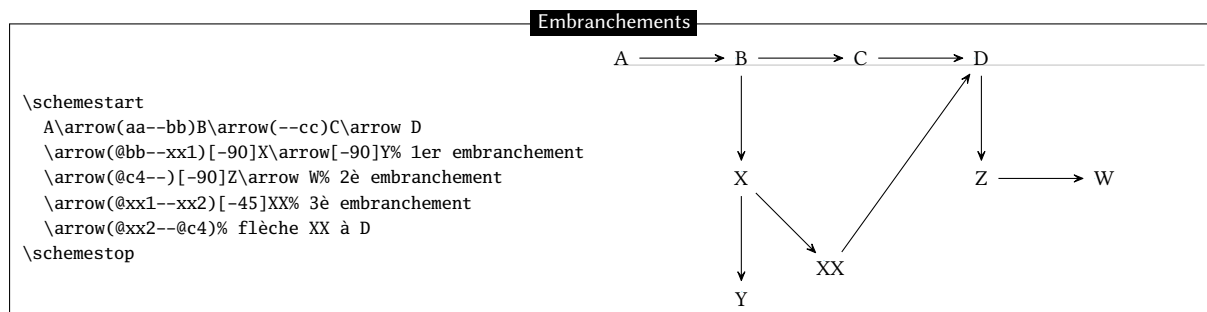 Embranchements
\schemestart
A\arrow(aa--bb)B\arrow(--cc)C\arrow D
\arrow(@bb--xx1)[-90]X\arrow[-90]Y% 1er embranchement
\arrow(@c4--)[-90]Z\arrow W% 2è embranchement
\arrow(@xx1--xx2)[-45]XX% 3è embranchement
\arrow(@xx2--@c4)% flèche XX à D
\schemestop
A B C D
X Z W
XX
Y